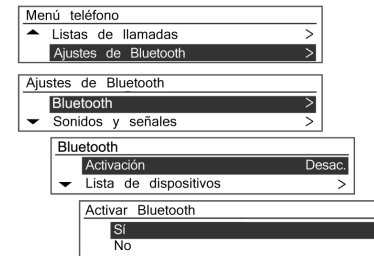 Menú teléfono
Listas de llamadas >
Ajustes de Bluetooth >
Ajustes de Bluetooth
Bluetooth >
Sonidos y señales >
Bluetooth
Activación Desac.
Lista de dispositivos >
Activar Bluetooth
Sí
No